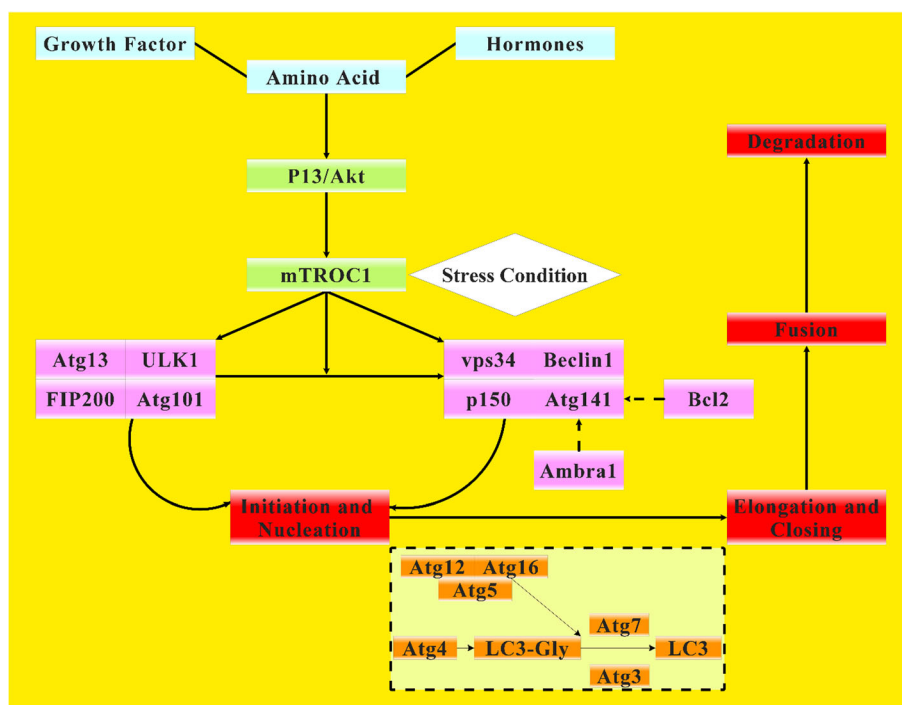 Growth Factor
Hormones
Amino Acid
Degradation
P13/Akt
mTROC1
Stress Condition
Fusion
Atg13 ULK1
vps34 Beclin1
FIP200 Atg101
p150 Atg141
Bcl2
Ambra1
Initiation and
Nucleation
Elongation and
Closing
Atg12 Atg16
Atg5
Atg7
Atg4
LC3-Gly
LC3
Atg3